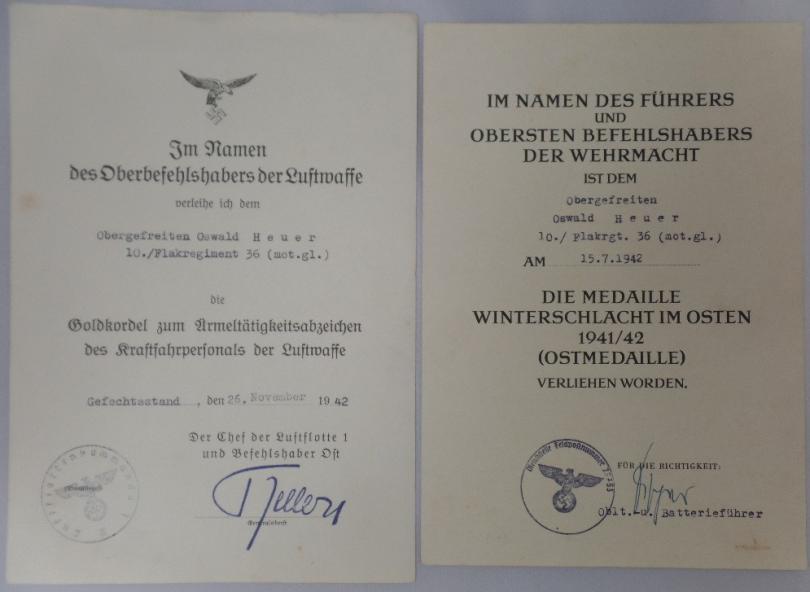 Im Namen
des Oberbefehlshabers der Luftwaffe
verleihe ich dem
Obergefreiten Oswald Heuer
10./Flakregiment 36 (mot.gl.)
die
Goldkordel zum Ärmeltätigkeitsabzeichen
des Kraftfahrpersonals der Luftwaffe
Gefechtsstand, den 26. November 1942
Der Chef der Luftflotte 1
und Befehlshaber Ost
IM NAMEN DES FÜHRERS
UND
OBERSTEN BEFEHLSHABERS
DER WEHRMACHT
IST DEM
Obergefreiten
Oswald Heuer
10./ Flakrgt. 36 (mot.gl.)
AM 15.7.1942
DIE MEDAILLE
WINTERSCHLACHT IM OSTEN
1941/42
(OSTMEDAILLE)
VERLIEHEN WORDEN.
FÜR DIE RICHTIGKEIT:
Oblt. u. Batterieführer